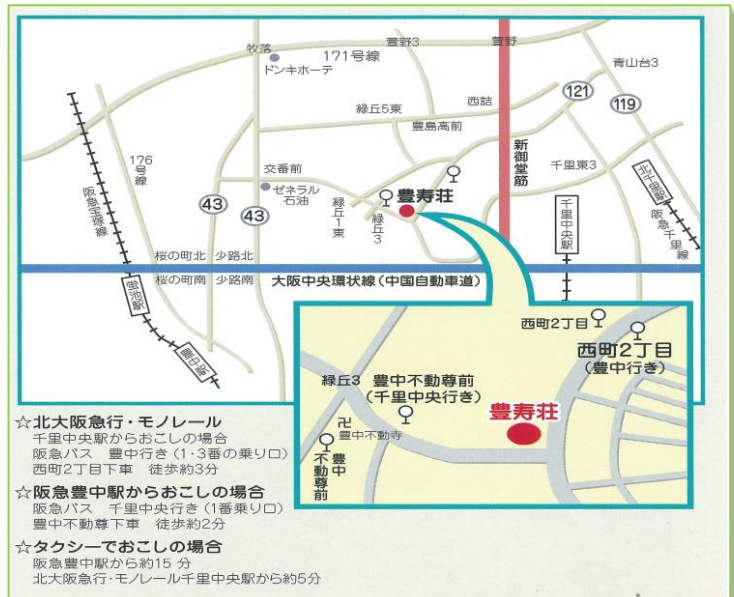 牧落
ドンキホーテ
171号線
萱野3
萱野
青山台3
121
119
緑丘5東
西詰
豊島高前
新御堂筋
千里東3
176号線
阪急宝塚線
交番前
ゼネラル石油
43
43
緑丘1東
緑丘3
豊寿荘
千里中央駅
北千里駅
阪急千里線
桜の町北
少路北
桜の町南
少路南
大阪中央環状線(中国自動車道)
蛍池駅
豊中駅
西町2丁目
西町2丁目
(豊中行き)
緑丘3
豊中不動尊前
(千里中央行き)
卍
豊中不動寺
豊中不動尊前
豊寿荘
☆北大阪急行・モノレール
千里中央駅からおこしの場合
阪急バス 豊中行き(1・3番の乗り口)
西町2丁目下車 徒歩約3分
☆阪急豊中駅からおこしの場合
阪急バス 千里中央行き(1番乗り口)
豊中不動尊下車 徒歩約2分
☆タクシーでおこしの場合
阪急豊中駅から約15 分
北大阪急行・モノレール千里中央駅から約5分